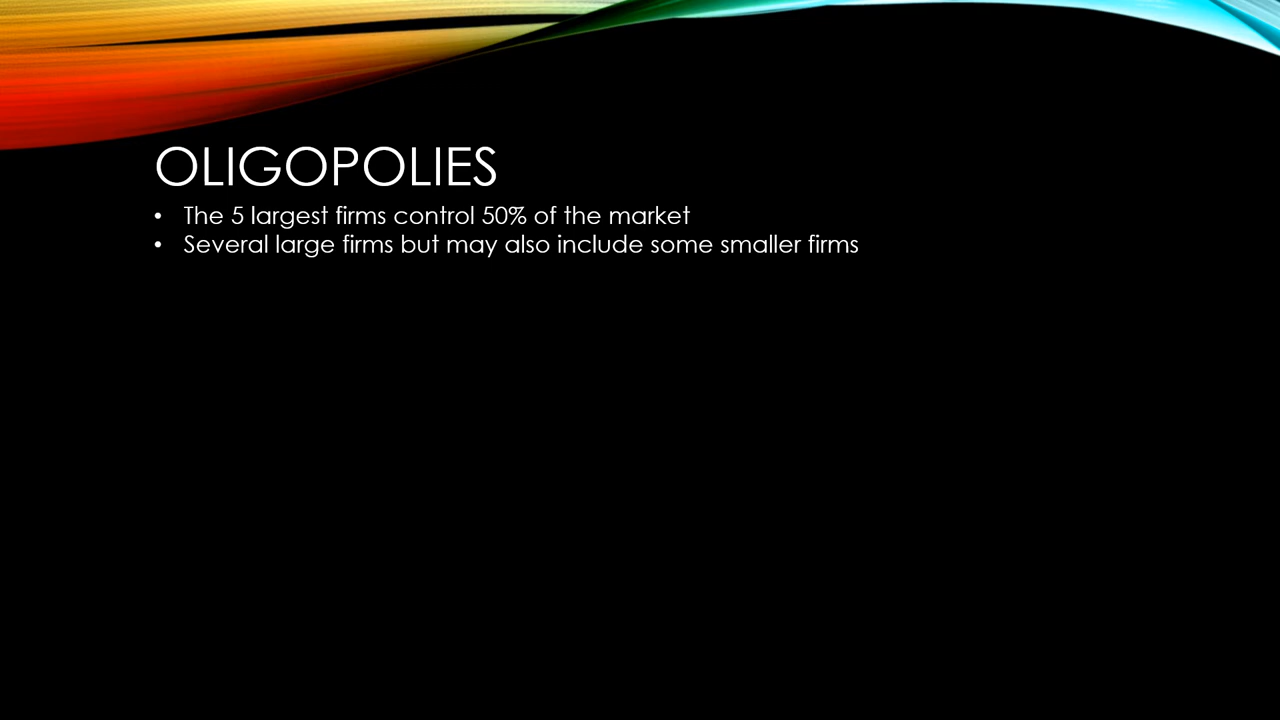 OLIGOPOLIES
• The 5 largest firms control 50% of the market
• Several large firms but may also include some smaller firms